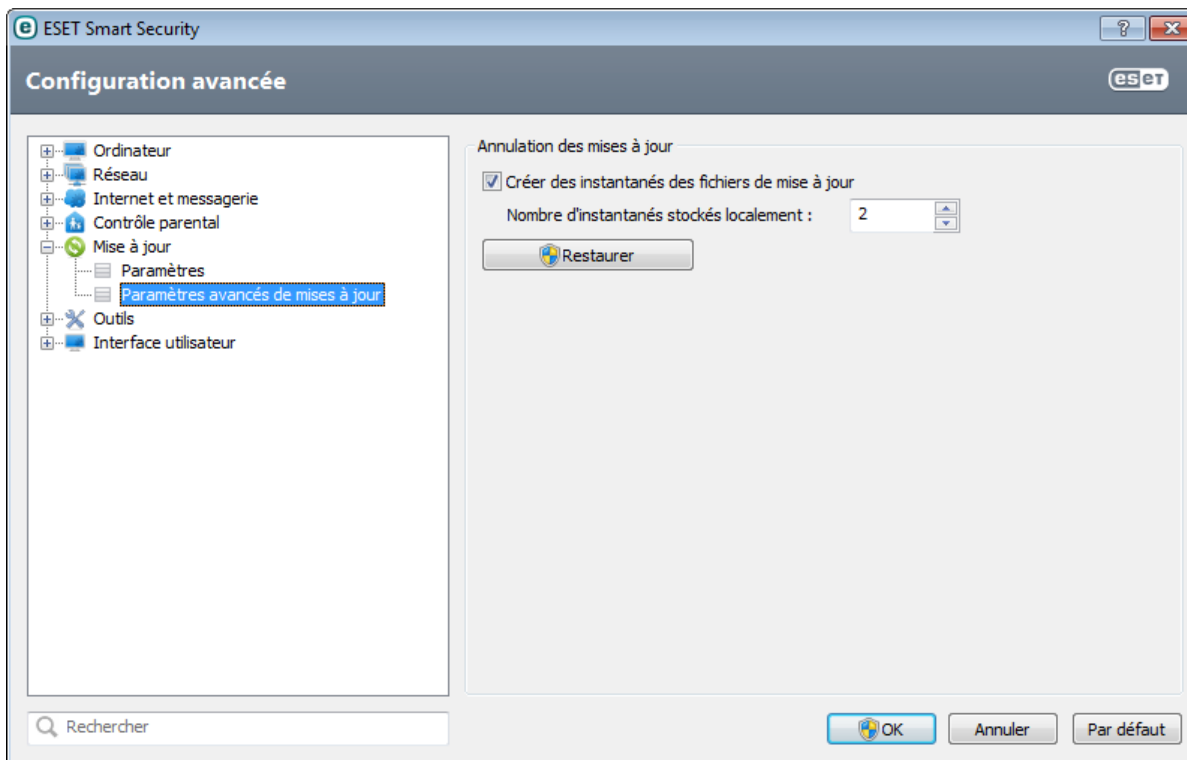 ESET Smart Security
Configuration avancée
eseT
Ordinateur
Réseau
Internet et messagerie
Contrôle parental
Mise à jour
Paramètres
Paramètres avancés de mises à jour
Outils
Interface utilisateur
Rechercher
Annulation des mises à jour
Créer des instantanés des fichiers de mise à jour
Nombre d'instantanés stockés localement : 2
Restaurer
OK Annuler Par défaut